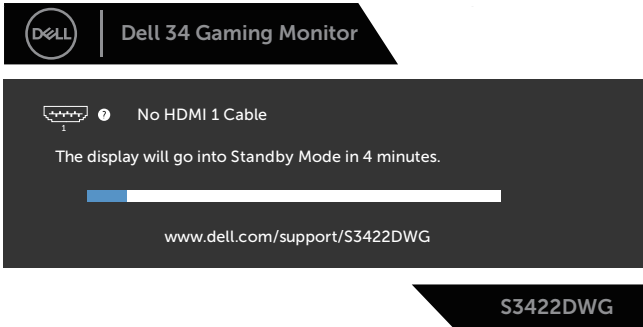 DELL
Dell 34 Gaming Monitor
? No HDMI 1 Cable
1
The display will go into Standby Mode in 4 minutes.
www.dell.com/support/S3422DWG
S3422DWG